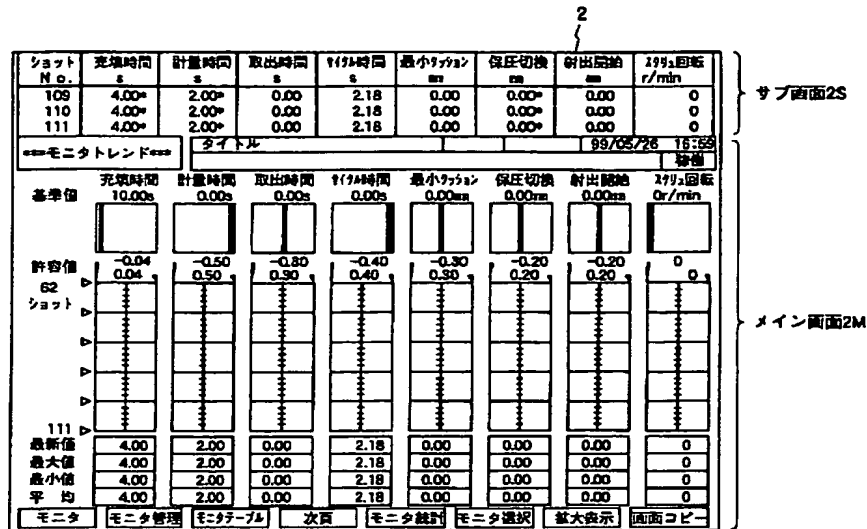 2
ショット 充填時間 計量時間 取出時間 サイクル時間 最小クッション 保圧切換 射出開始 スクリュ回転
No. s s s s mm mm mm r/min
109 4.00* 2.00* 0.00 2.18 0.00 0.00* 0.00 0
110 4.00* 2.00* 0.00 2.18 0.00 0.00* 0.00 0
111 4.00* 2.00* 0.00 2.18 0.00 0.00* 0.00 0
サブ画面2S
***モニタトレンド*** タイトル 99/05/26 16:59
稼働
充填時間 計量時間 取出時間 サイクル時間 最小クッション 保圧切換 射出開始 スクリュ回転
基準値 10.00s 0.00s 0.00s 0.00s 0.00mm 0.00mm 0.00mm 0r/min
許容値 -0.04 -0.50 -0.80 -0.40 -0.30 -0.20 -0.20 0
0.04 0.50 0.90 0.40 0.30 0.20 0.20 0
62
ショット
メイン画面2M
111
最新値 4.00 2.00 0.00 2.18 0.00 0.00 0.00 0
最大値 4.00 2.00 0.00 2.18 0.00 0.00 0.00 0
最小値 4.00 2.00 0.00 2.18 0.00 0.00 0.00 0
平均 4.00 2.00 0.00 2.18 0.00 0.00 0.00 0
モニタ モニタ管理 モニタテーブル 次頁 モニタ統計 モニタ選択 拡大表示 画面コピー